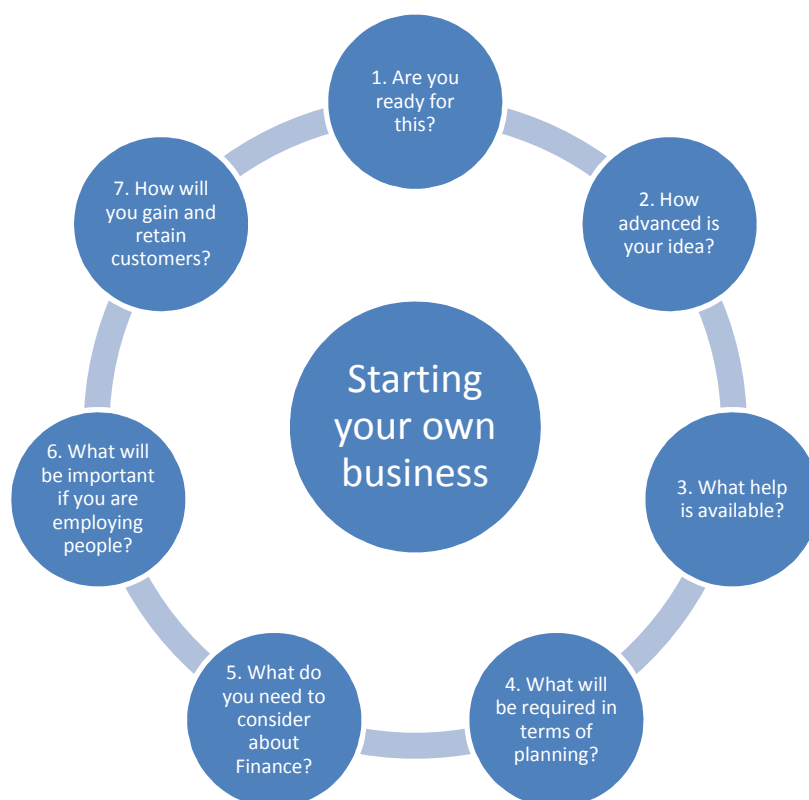 1. Are you
ready for
this?
2. How
advanced is
your idea?
3. What help
is available?
4. What will
be required in
terms of
planning?
5. What do
you need to
consider
about
Finance?
6. What will
be important
if you are
employing
people?
7. How will
you gain and
retain
customers?
Starting
your own
business